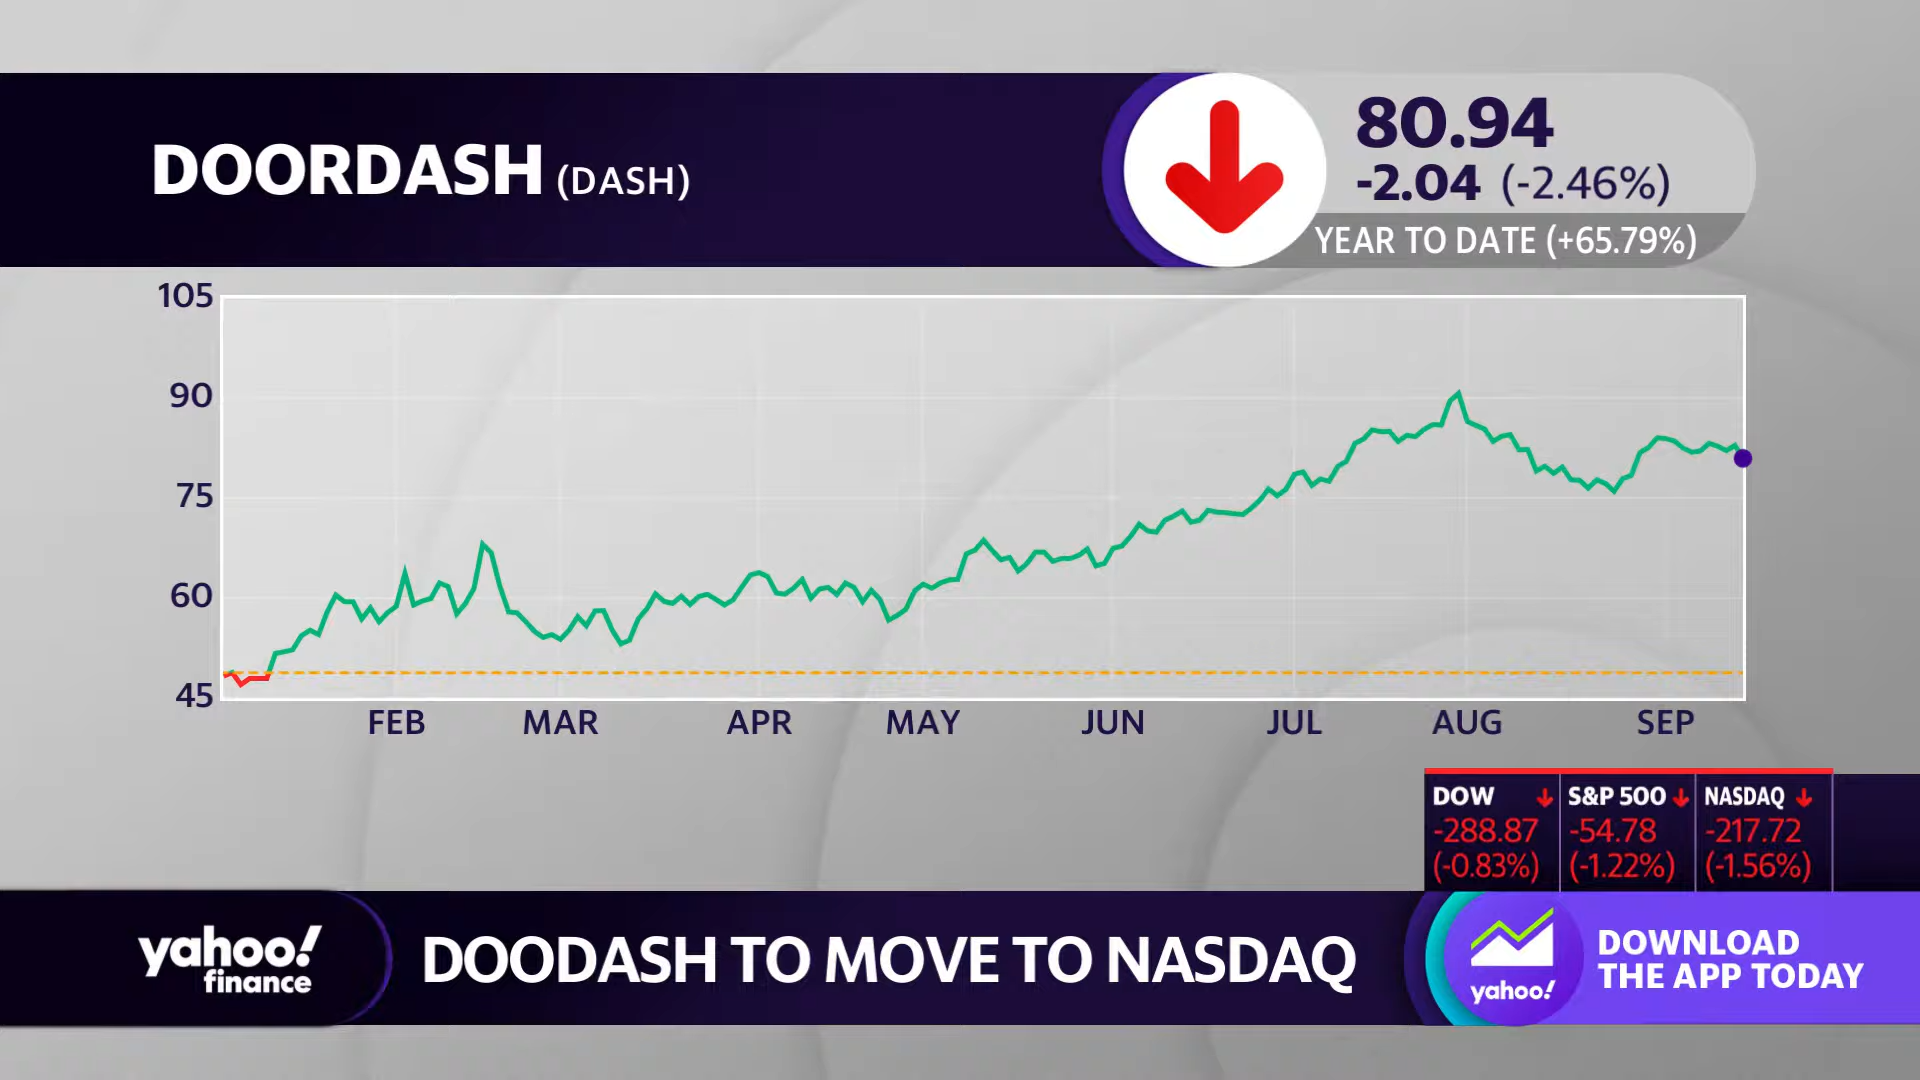 DOORDASH (DASH)
80.94
-2.04 (-2.46%)
YEAR TO DATE (+65.79%)
105
90
75
60
45
FEB MAR APR MAY JUN JUL AUG SEP
DOW S&P 500 NASDAQ
-288.87 -54.78 -217.72
(-0.83%) (-1.22%) (-1.56%)
yahoo!
finance
DOODASH TO MOVE TO NASDAQ
yahoo!
DOWNLOAD
THE APP TODAY